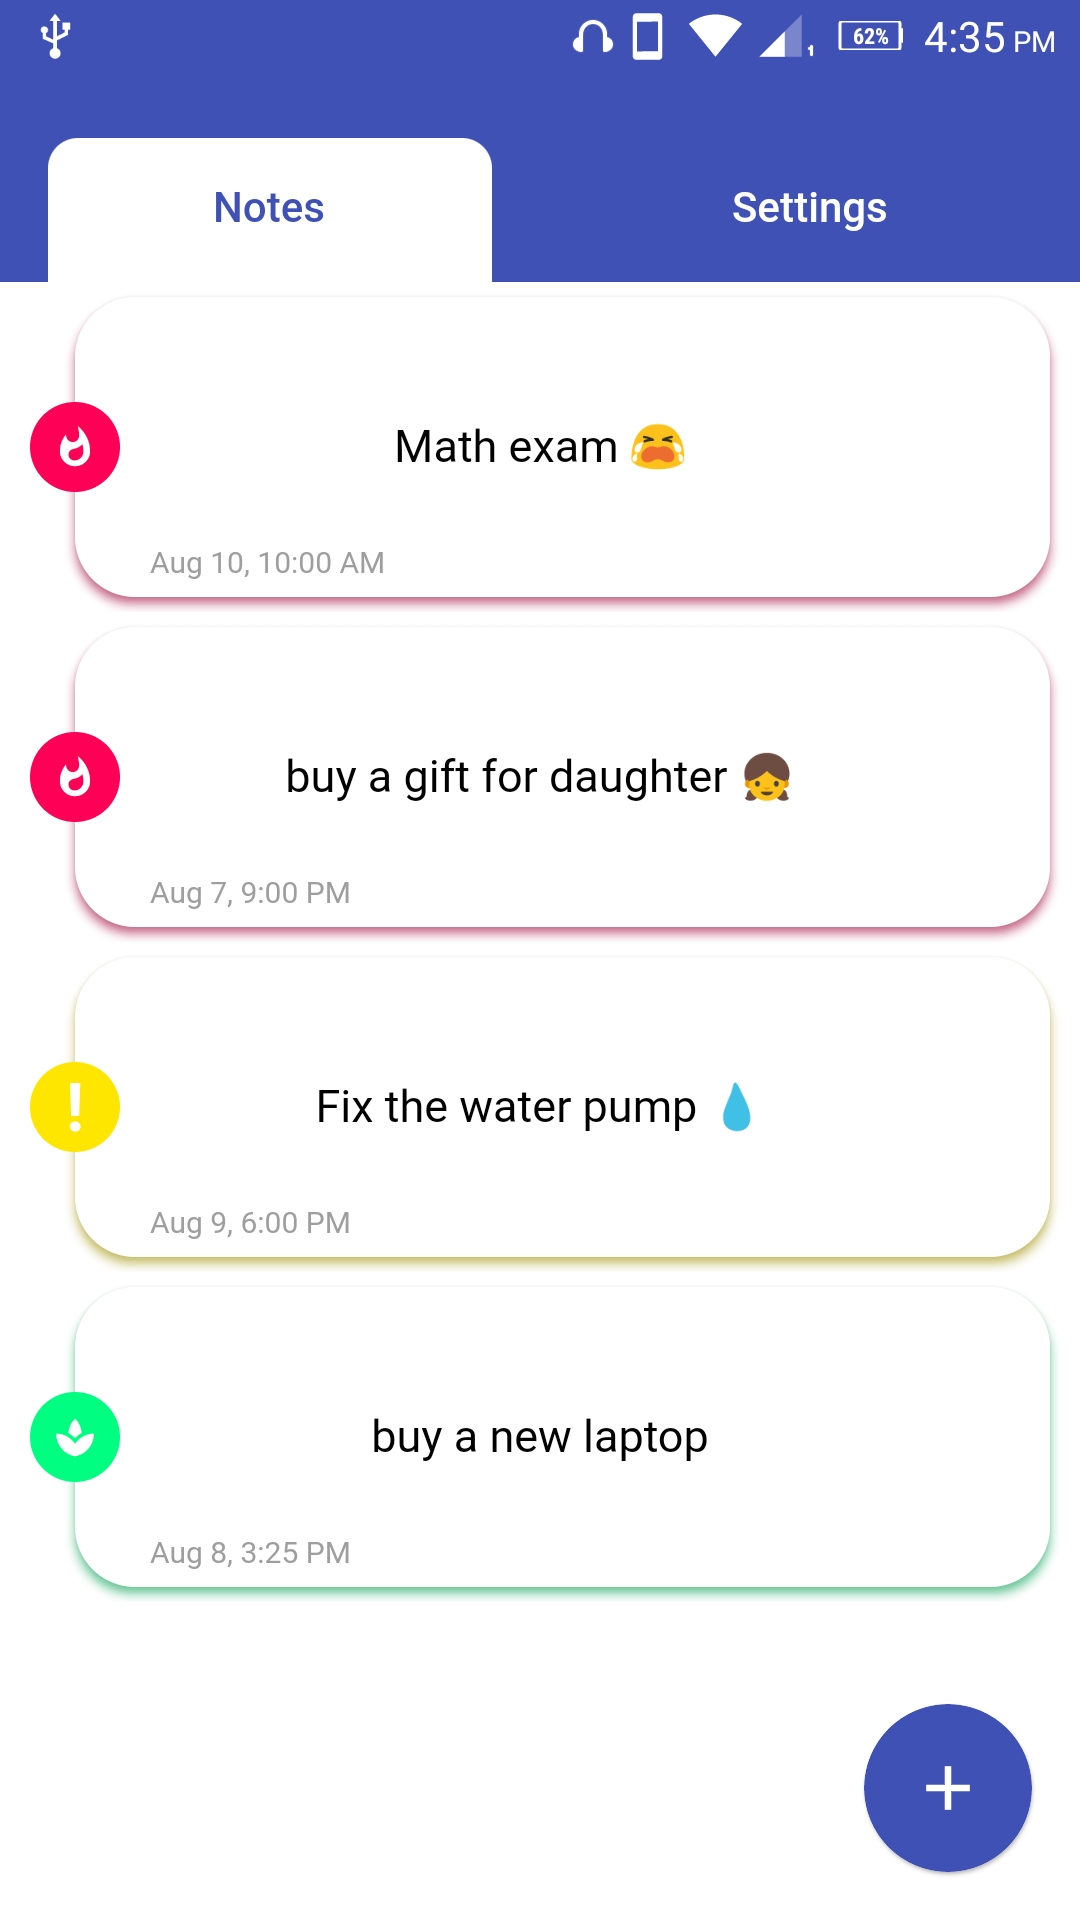 62% 4:35 PM
Notes Settings
Math exam 😭
Aug 10, 10:00 AM
buy a gift for daughter 👧
Aug 7, 9:00 PM
Fix the water pump 💧
Aug 9, 6:00 PM
buy a new laptop
Aug 8, 3:25 PM